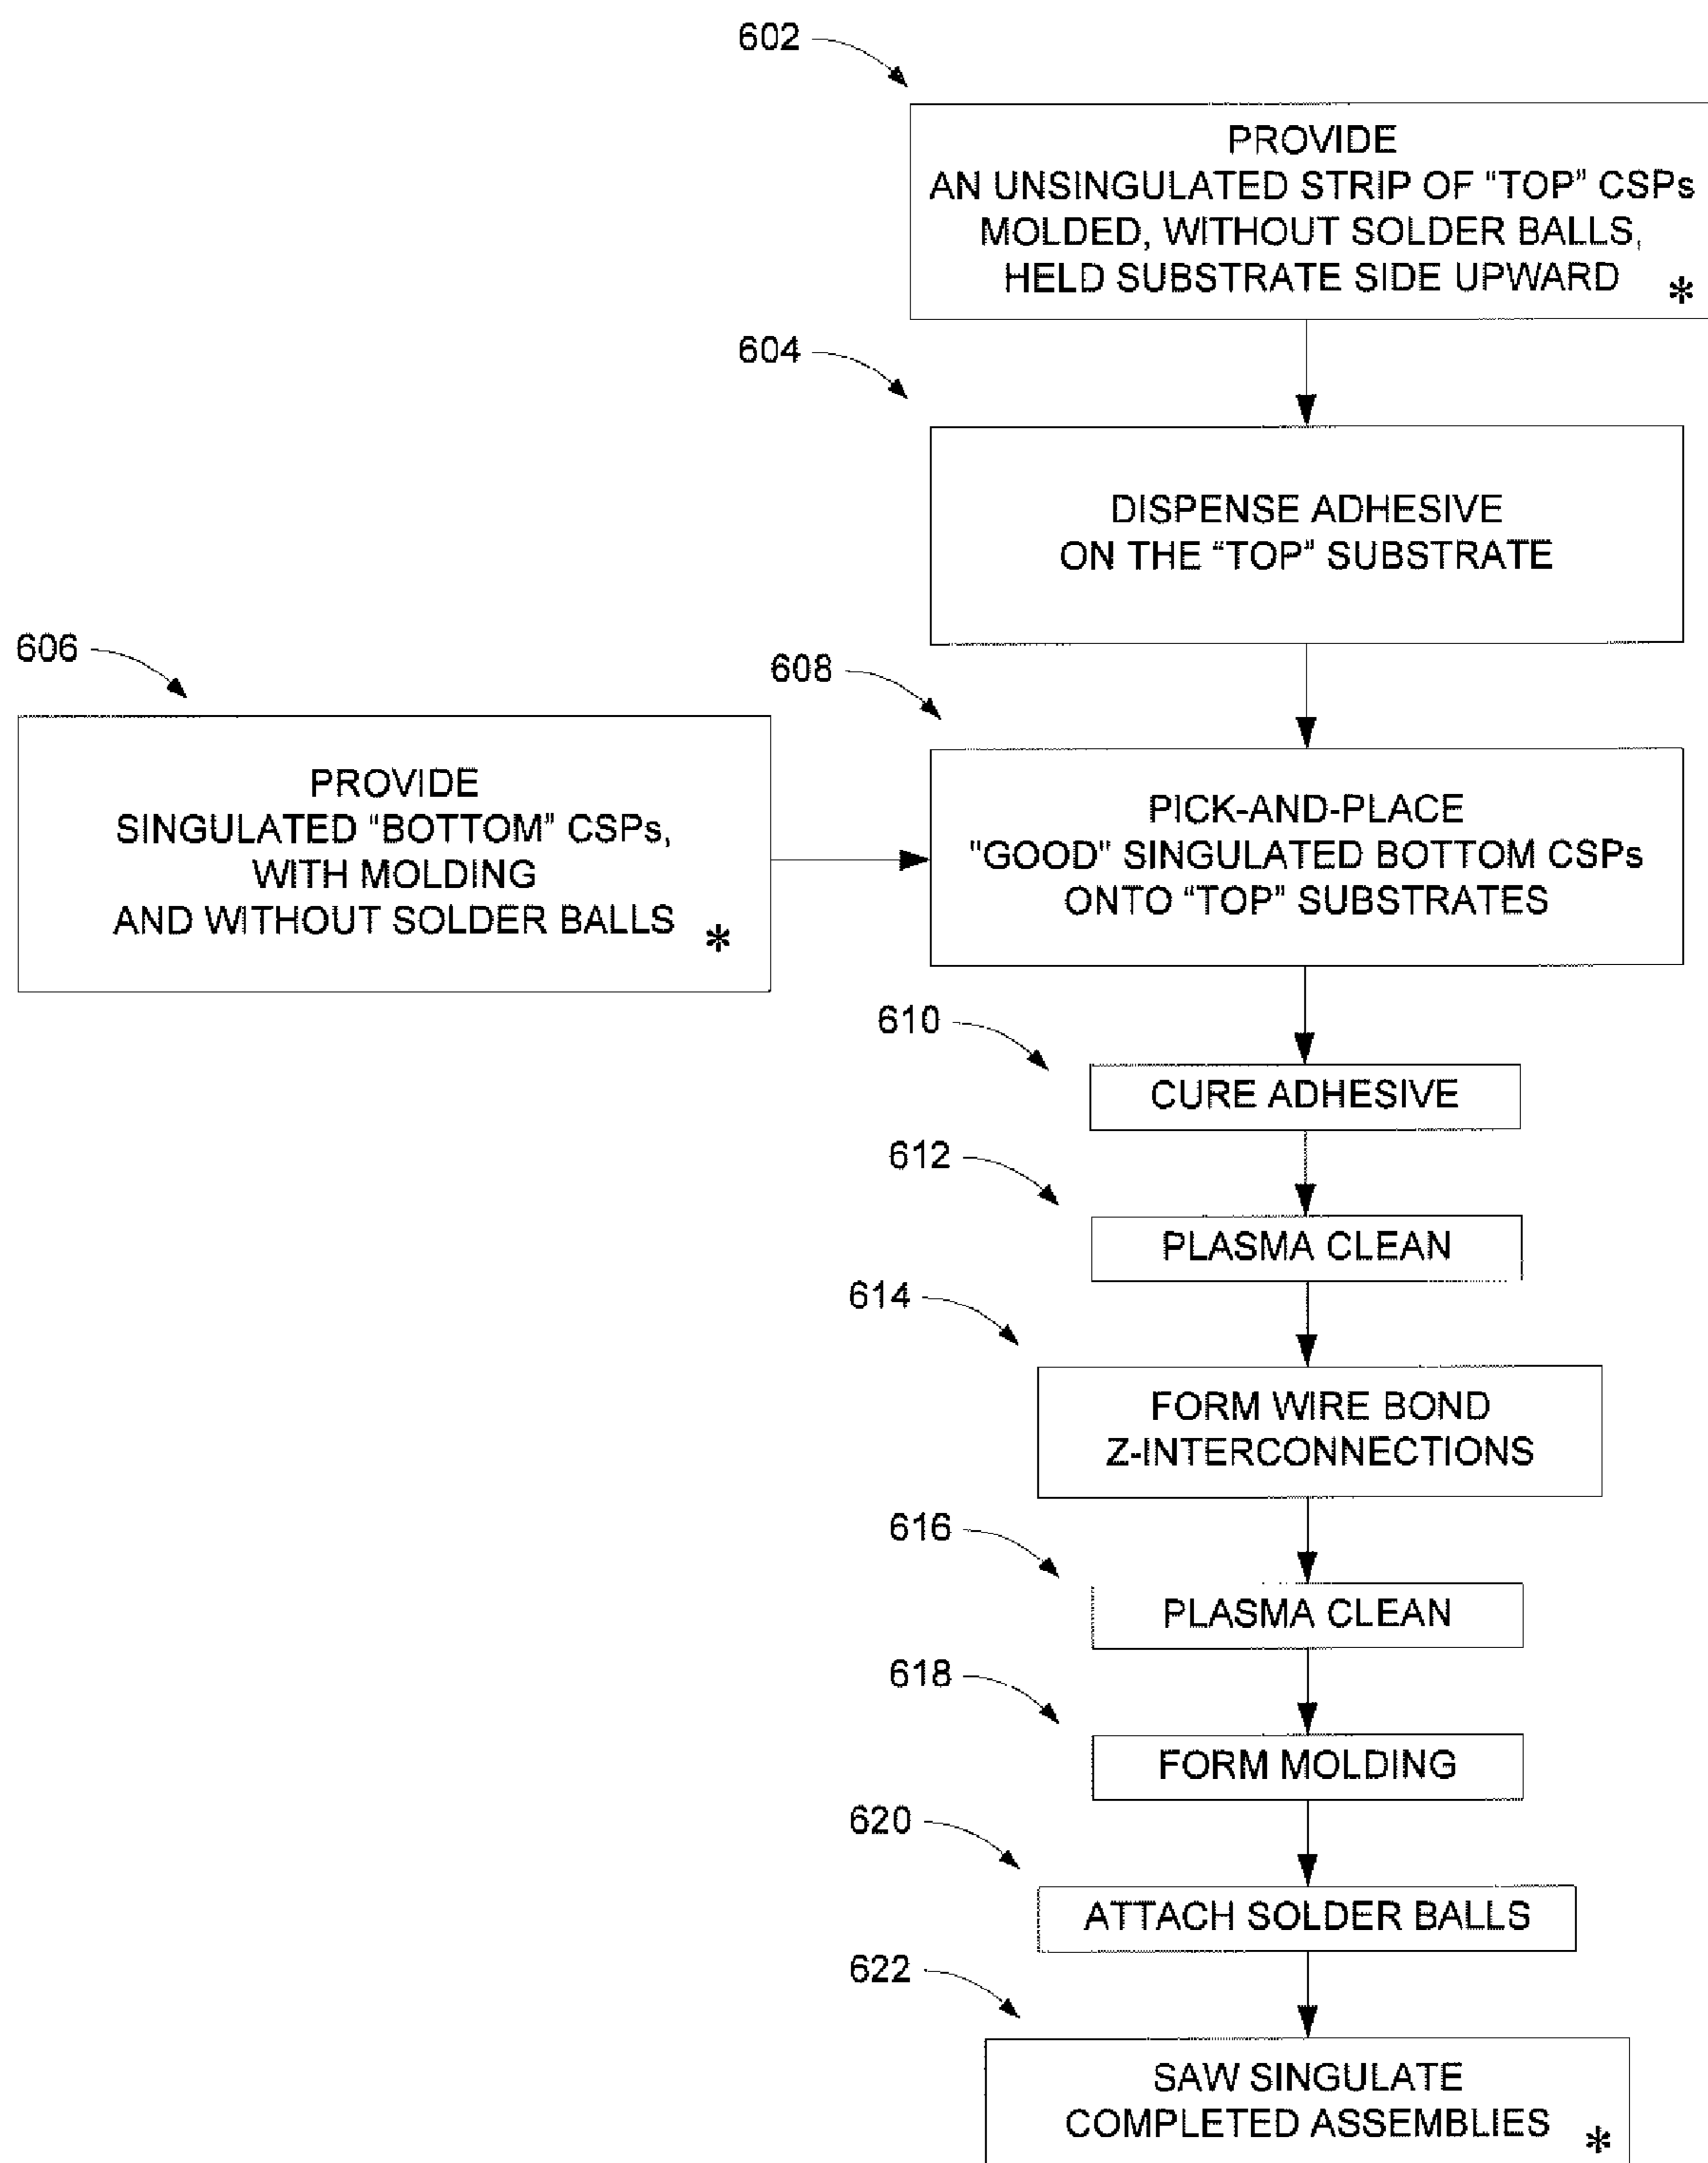 602
PROVIDE
AN UNSINGULATED STRIP OF “TOP” CSPs
MOLDED, WITHOUT SOLDER BALLS,
HELD SUBSTRATE SIDE UPWARD *
604
DISPENSE ADHESIVE
ON THE “TOP” SUBSTRATE
606
PROVIDE
SINGULATED “BOTTOM” CSPs,
WITH MOLDING
AND WITHOUT SOLDER BALLS *
608
PICK-AND-PLACE
"GOOD" SINGULATED BOTTOM CSPs
ONTO “TOP” SUBSTRATES
610
CURE ADHESIVE
612
PLASMA CLEAN
614
FORM WIRE BOND
Z-INTERCONNECTIONS
616
PLASMA CLEAN
618
FORM MOLDING
620
ATTACH SOLDER BALLS
622
SAW SINGULATE
COMPLETED ASSEMBLIES *